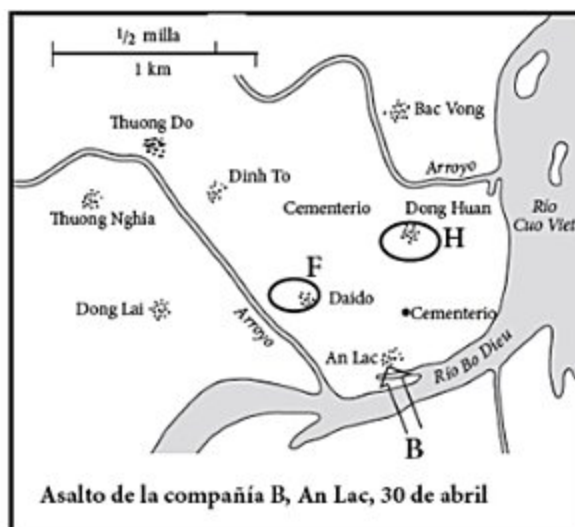 1/2 milla
1 km
Bac Vong
Thuong Do
Arroyo
Dinh To
Cementerio
Dong Huan
Río
Cuo Viet
Thuong Nghia
H
F
Daido
Dong Lai
Cementerio
Arroyo
An Lac
Río Bo Dieu
B
Asalto de la compañía B, An Lac, 30 de abril